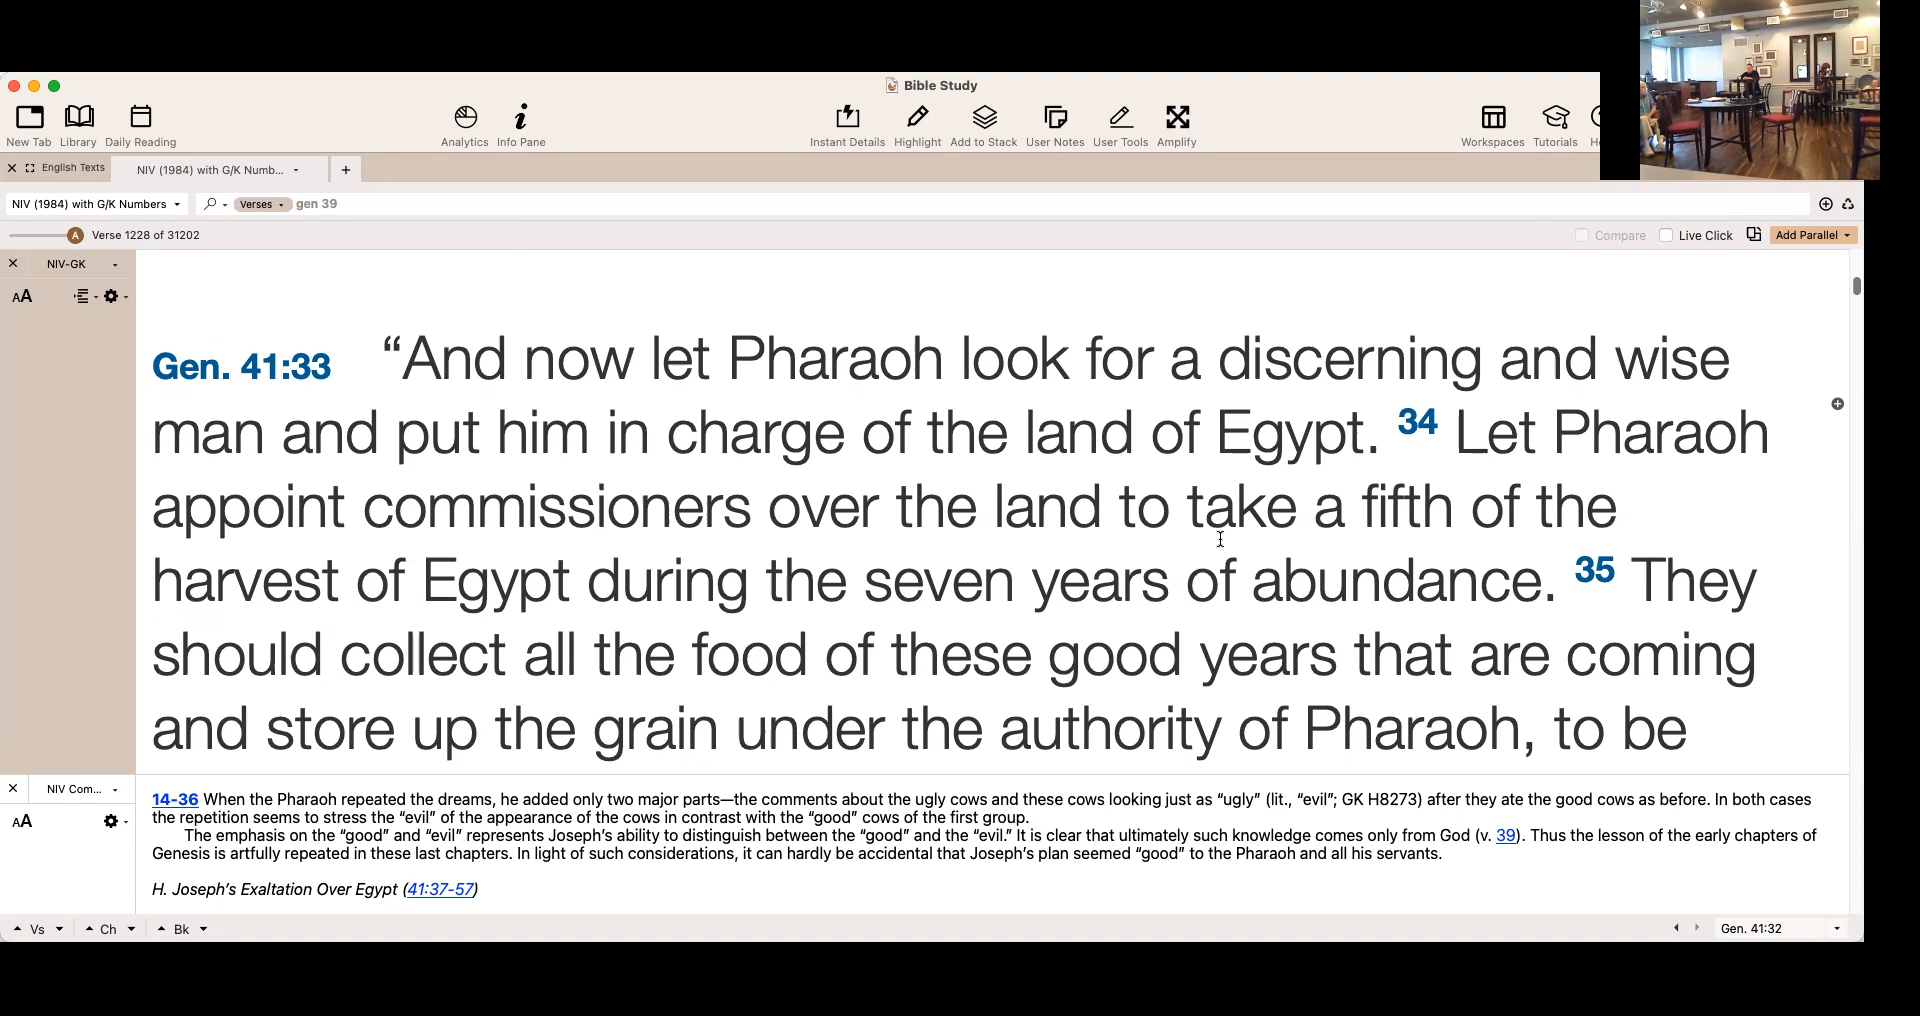 Bible Study
New Tab Library Daily Reading Analytics Info Pane Instant Details Highlight Add to Stack User Notes User Tools Amplify Workspaces Tutorials
English Texts NIV (1984) with G/K Numb...
NIV (1984) with G/K Numbers Verses gen 39
A Verse 1228 of 31202 Compare Live Click Add Parallel
NIV-GK
AA
Gen. 41:33 “And now let Pharaoh look for a discerning and wise
man and put him in charge of the land of Egypt. 34 Let Pharaoh
appoint commissioners over the land to take a fifth of the
harvest of Egypt during the seven years of abundance. 35 They
should collect all the food of these good years that are coming
and store up the grain under the authority of Pharaoh, to be
NIV Com...
AA
14-36 When the Pharaoh repeated the dreams, he added only two major parts—the comments about the ugly cows and these cows looking just as “ugly” (lit., “evil”; GK H8273) after they ate the good cows as before. In both cases
the repetition seems to stress the “evil” of the appearance of the cows in contrast with the “good” cows of the first group.
The emphasis on the “good” and “evil” represents Joseph’s ability to distinguish between the “good” and the “evil.” It is clear that ultimately such knowledge comes only from God (v. 39). Thus the lesson of the early chapters of
Genesis is artfully repeated in these last chapters. In light of such considerations, it can hardly be accidental that Joseph’s plan seemed “good” to the Pharaoh and all his servants.
H. Joseph’s Exaltation Over Egypt (41:37-57)
Vs Ch Bk Gen. 41:32